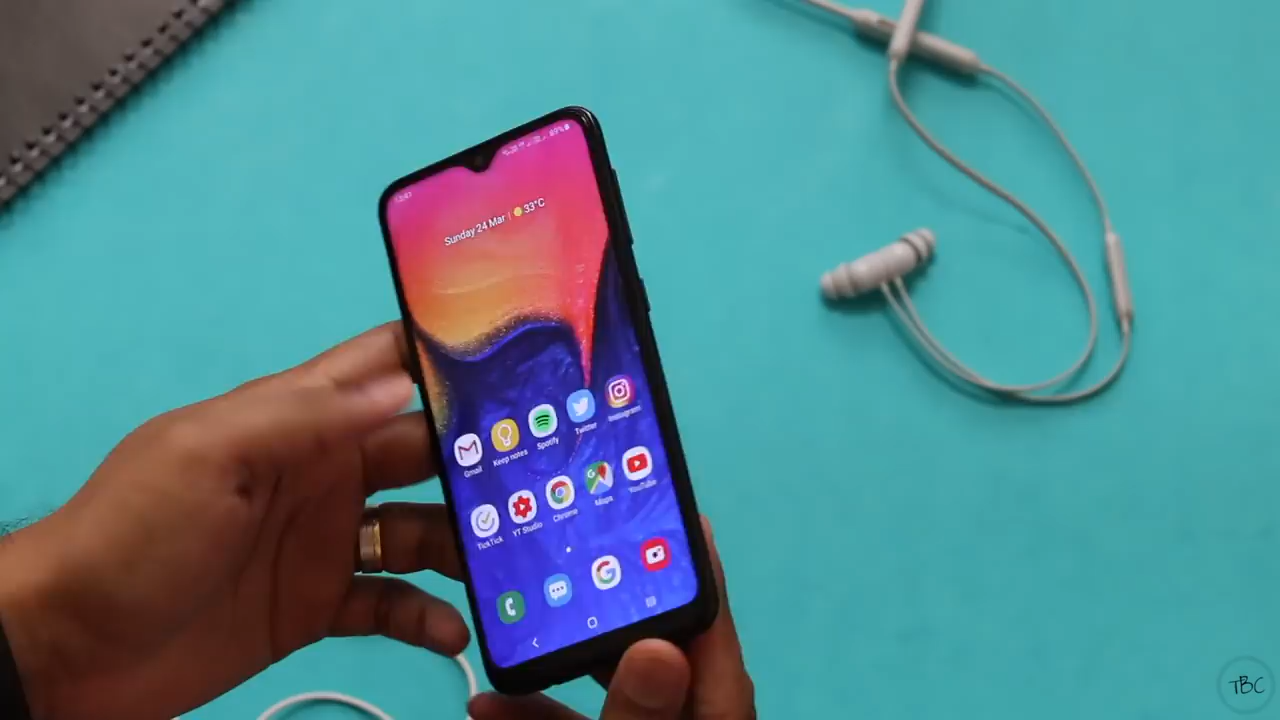 Sunday 24 Mar | 33°C
Gmail Keep notes Spotify Twitter Instagram
TickTick YT Studio Chrome Maps YouTube
TBC